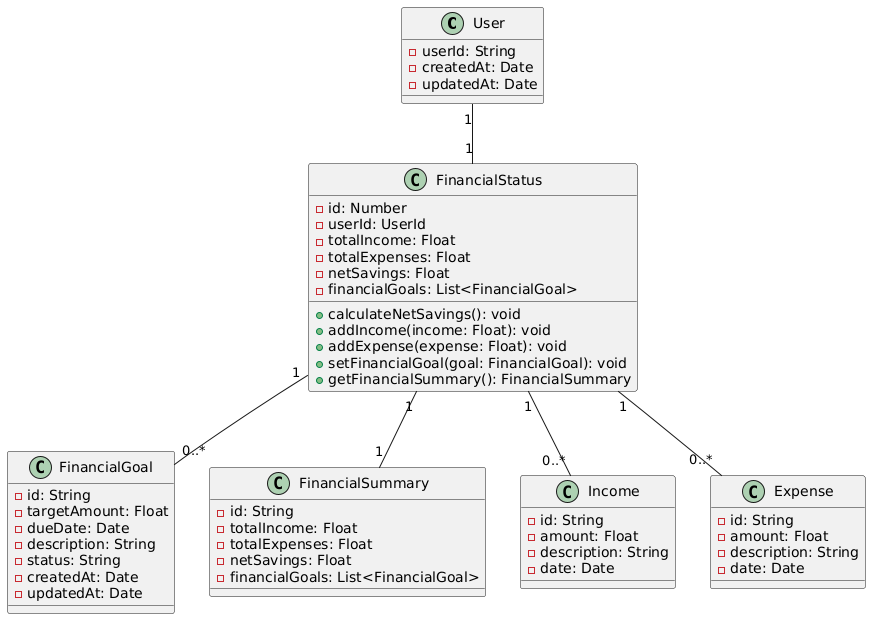 C User
userId: String
createdAt: Date
updatedAt: Date
1
1
C FinancialStatus
id: Number
userId: UserId
totalIncome: Float
totalExpenses: Float
netSavings: Float
financialGoals: List<FinancialGoal>
calculateNetSavings(): void
addIncome(income: Float): void
addExpense(expense: Float): void
setFinancialGoal(goal: FinancialGoal): void
getFinancialSummary(): FinancialSummary
1
0..*
1
1
1
0..*
1
0..*
C FinancialGoal
id: String
targetAmount: Float
dueDate: Date
description: String
status: String
createdAt: Date
updatedAt: Date
C FinancialSummary
id: String
totalIncome: Float
totalExpenses: Float
netSavings: Float
financialGoals: List<FinancialGoal>
C Income
id: String
amount: Float
description: String
date: Date
C Expense
id: String
amount: Float
description: String
date: Date